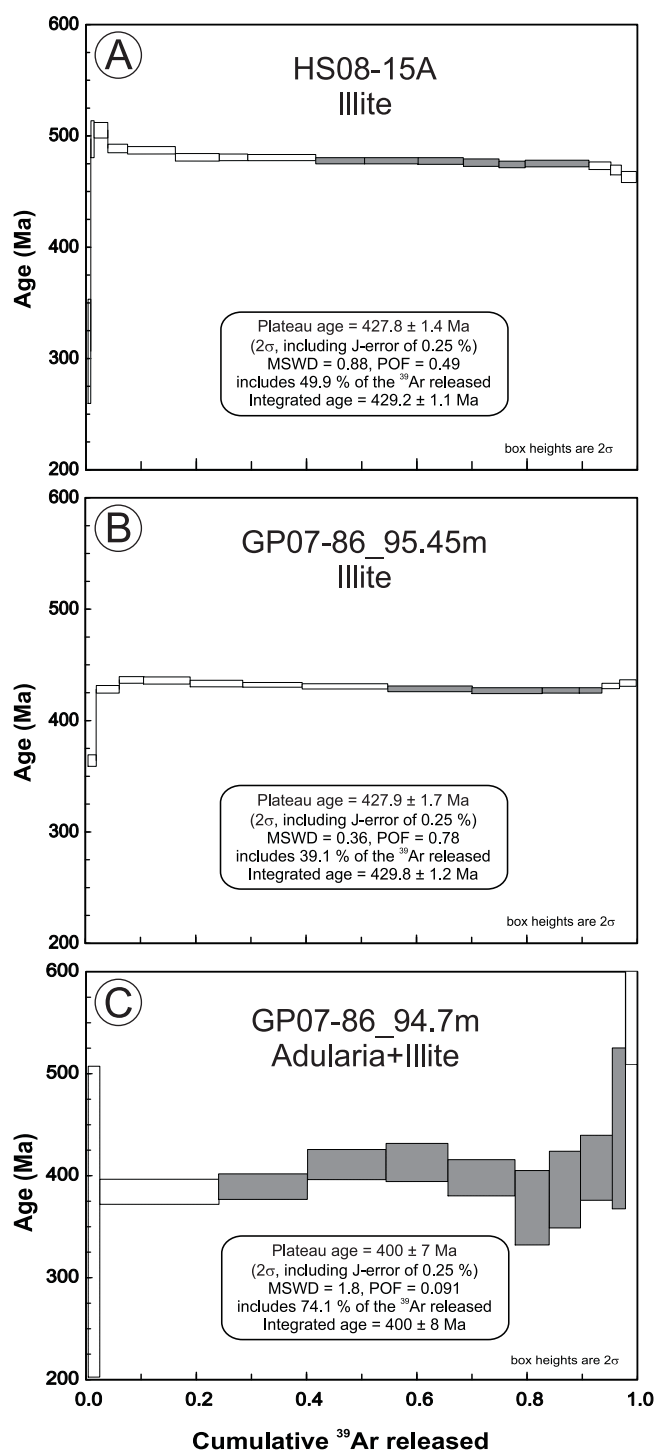 600
A
HS08-15A
Illite
500
400
300
200
Age (Ma)
Plateau age = 427.8 ± 1.4 Ma
(2σ, including J-error of 0.25 %)
MSWD = 0.88, POF = 0.49
includes 49.9 % of the ³⁹Ar released
Integrated age = 429.2 ± 1.1 Ma
box heights are 2σ
600
B
GP07-86_95.45m
Illite
500
400
300
200
Age (Ma)
Plateau age = 427.9 ± 1.7 Ma
(2σ, including J-error of 0.25 %)
MSWD = 0.36, POF = 0.78
includes 39.1 % of the ³⁹Ar released
Integrated age = 429.8 ± 1.2 Ma
box heights are 2σ
600
C
GP07-86_94.7m
Adularia+Illite
500
400
300
200
Age (Ma)
Plateau age = 400 ± 7 Ma
(2σ, including J-error of 0.25 %)
MSWD = 1.8, POF = 0.091
includes 74.1 % of the ³⁹Ar released
Integrated age = 400 ± 8 Ma
box heights are 2σ
0.0 0.2 0.4 0.6 0.8 1.0
Cumulative ³⁹Ar released